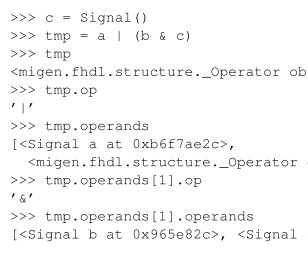 >>> c = Signal()
>>> tmp = a | (b & c)
>>> tmp
<migen.fhdl.structure._Operator ob
>>> tmp.op
'|'
>>> tmp.operands
[<Signal a at 0xb6f7ae2c>,
<migen.fhdl.structure._Operator
>>> tmp.operands[1].op
'&'
>>> tmp.operands[1].operands
[<Signal b at 0x965e82c>, <Signal